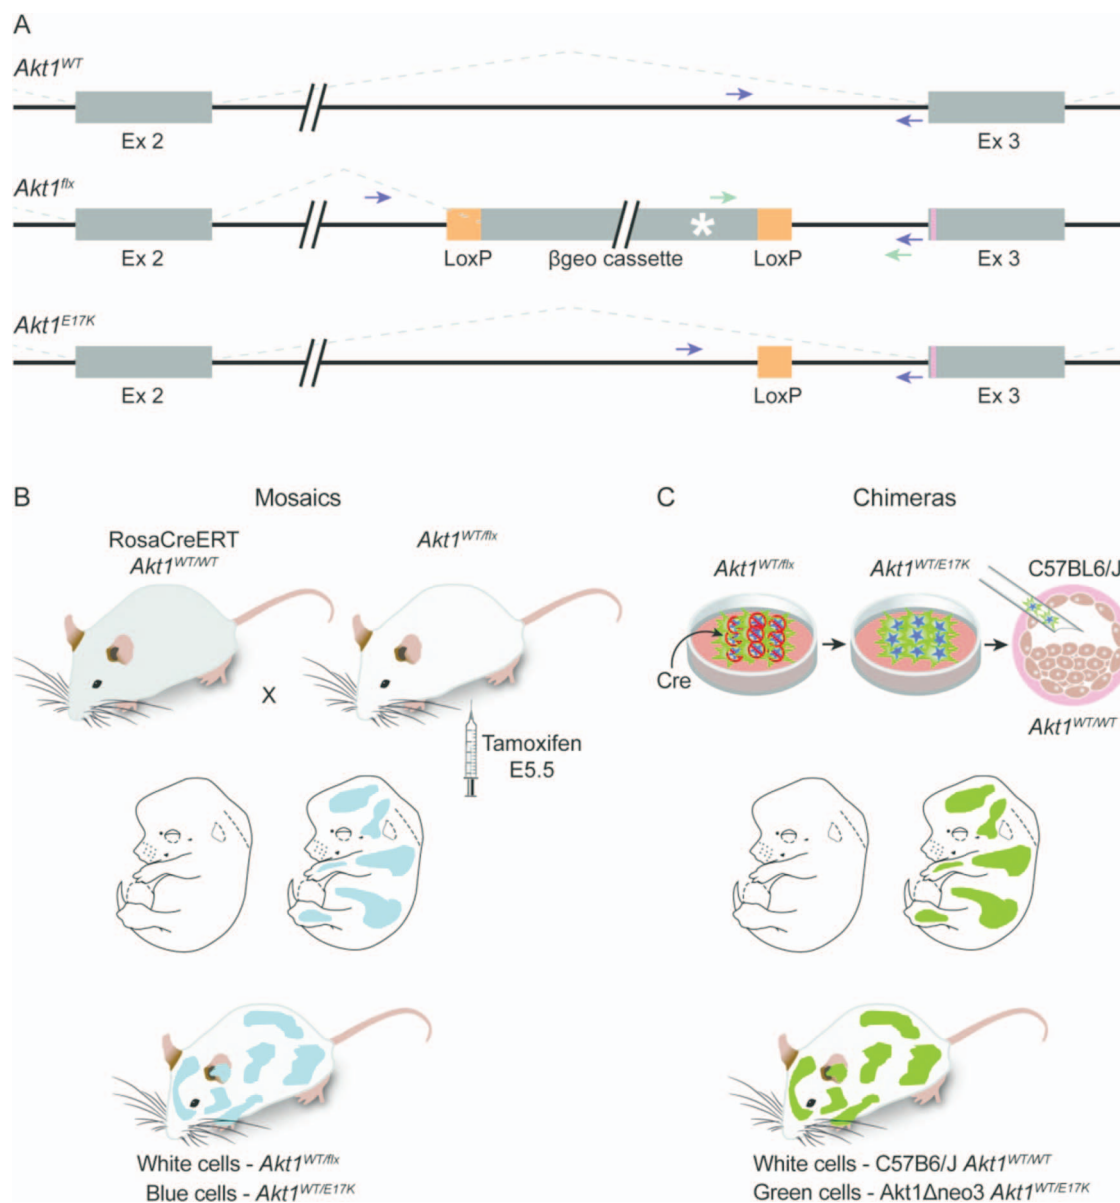 A
Akt1WT
Ex 2
Ex 3
Akt1flx
*
Ex 2
LoxP
βgeo cassette
LoxP
Ex 3
Akt1E17K
Ex 2
LoxP
Ex 3
B
Mosaics
RosaCreERT
Akt1WT/WT
Akt1WT/flx
X
Tamoxifen
E5.5
White cells - Akt1WT/flx
Blue cells - Akt1WT/E17K
C
Chimeras
Akt1WT/flx
Akt1WT/E17K
C57BL6/J
Cre
Akt1WT/WT
White cells - C57B6/J Akt1WT/WT
Green cells - Akt1Δneo3 Akt1WT/E17K